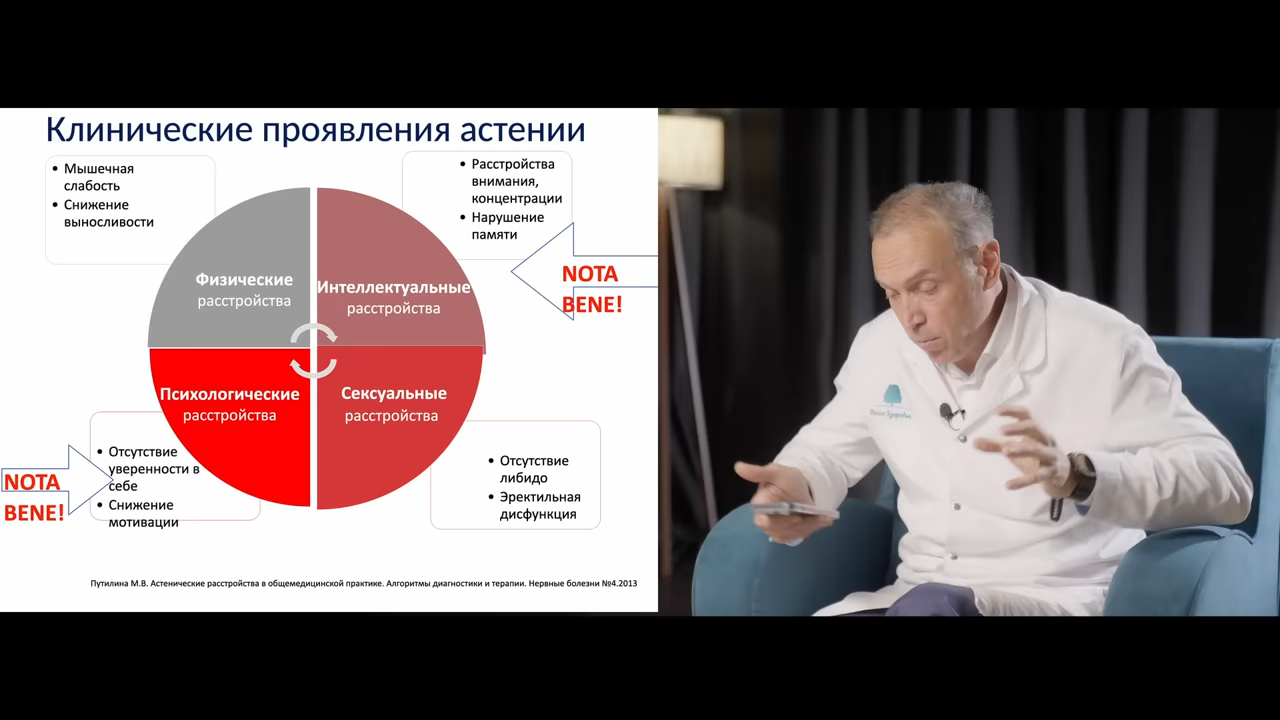 Клинические проявления астении
• Мышечная
слабость
• Снижение
выносливости
• Расстройства
внимания,
концентрации
• Нарушение
памяти
NOTA
BENE!
Физические
расстройства
Интеллектуальные
расстройства
Психологические
расстройства
Сексуальные
расстройства
NOTA
BENE!
• Отсутствие
уверенности в
себе
• Снижение
мотивации
• Отсутствие
либидо
• Эректильная
дисфункция
Путилина М.В. Астенические расстройства в общемедицинской практике. Алгоритмы диагностики и терапии. Нервные болезни №4.2013